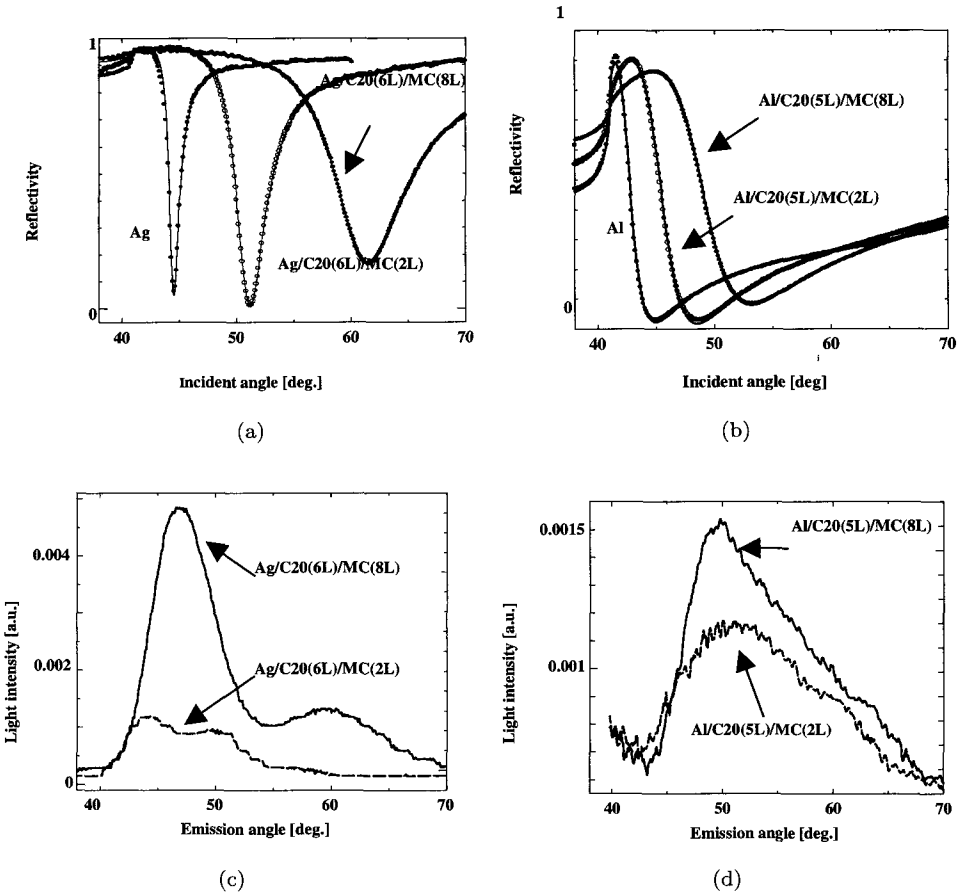 1
Reflectivity
Ag/C20(6L)/MC(8L)
Ag
Ag/C20(6L)/MC(2L)
0
40 50 60 70
Incident angle [deg.]
(a)
1
Reflectivity
Al/C20(5L)/MC(8L)
Al/C20(5L)/MC(2L)
Al
0
40 50 60 70
Incident angle [deg]
(b)
Light intensity [a.u.]
0.004
0.002
0
Ag/C20(6L)/MC(8L)
Ag/C20(6L)/MC(2L)
40 50 60 70
Emission angle [deg.]
(c)
Light intensity [a.u.]
0.0015
0.001
Al/C20(5L)/MC(8L)
Al/C20(5L)/MC(2L)
40 50 60 70
Emission angle [deg.]
(d)